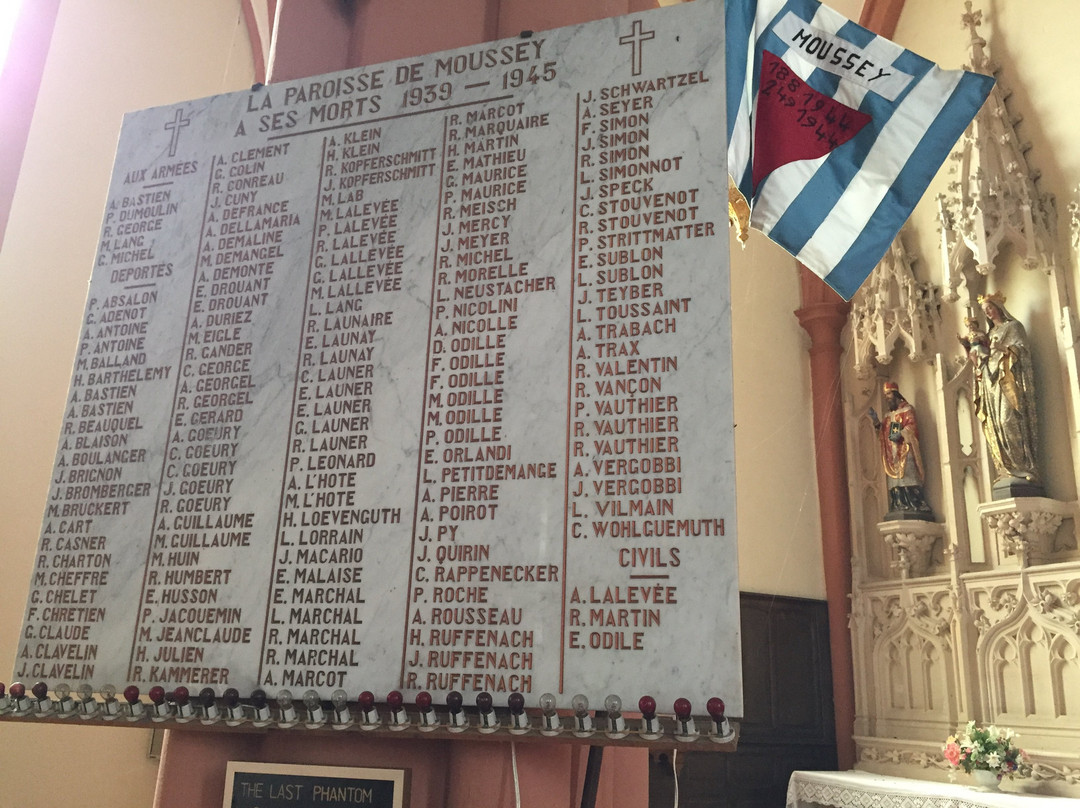 LA PAROISSE DE MOUSSEY
A SES MORTS 1939 — 1945
AUX ARMÉES
A. BASTIEN
P. DUMOULIN
R. GEORGE
M. LANG
G. MICHEL
DÉPORTÉS
P. ABSALON
G. ADENOT
A. ANTOINE
P. ANTOINE
M. BALLAND
H. BARTHELEMY
A. BASTIEN
A. BASTIEN
R. BEAUQUEL
A. BLAISON
A. BOULANGER
J. BRIGNON
J. BROMBERGER
M. BRUCKERT
A. CART
R. CASNER
R. CHARTON
M. CHEFFRE
G. CHELET
F. CHRETIEN
G. CLAUDE
A. CLAVELIN
J. CLAVELIN
A. CLEMENT
G. COLIN
R. CONREAU
J. CUNY
A. DEFRANCE
A. DELLAMARIA
A. DEMALINE
M. DEMANGEL
A. DEMONTE
E. DROUANT
E. DROUANT
A. DURIEZ
M. EIGLE
R. GANDER
C. GEORGE
A. GEORGEL
R. GEORGEL
E. GERARD
A. GOEURY
C. GOEURY
C. GOEURY
J. GOEURY
R. GOEURY
A. GUILLAUME
M. GUILLAUME
M. HUIN
R. HUMBERT
E. HUSSON
P. JACQUEMIN
M. JEANCLAUDE
H. JULIEN
R. KAMMERER
A. KLEIN
H. KLEIN
R. KOPFERSCHMITT
J. KOPFERSCHMITT
M. LAB
M. LALEVÉE
P. LALEVÉE
R. LALEVÉE
G. LALLEVÉE
M. LALLEVÉE
L. LANG
R. LAUNAIRE
E. LAUNAY
R. LAUNAY
C. LAUNER
E. LAUNER
E. LAUNER
G. LAUNER
R. LAUNER
P. LEONARD
A. L'HOTE
M. L'HOTE
H. LOEVENGUTH
L. LORRAIN
J. MACARIO
E. MALAISE
E. MARCHAL
L. MARCHAL
R. MARCHAL
R. MARCHAL
A. MARCOT
R. MARCOT
R. MARQUAIRE
H. MARTIN
E. MATHIEU
G. MAURICE
P. MAURICE
R. MEISCH
J. MERCY
J. MEYER
R. MICHEL
R. MORELLE
L. NEUSTACHER
P. NICOLINI
A. NICOLLE
D. ODILLE
F. ODILLE
F. ODILLE
M. ODILLE
M. ODILLE
P. ODILLE
E. ORLANDI
L. PETITDEMANGE
A. PIERRE
A. POIROT
J. PY
J. QUIRIN
C. RAPPENECKER
P. ROCHE
A. ROUSSEAU
H. RUFFENACH
J. RUFFENACH
R. RUFFENACH
J. SCHWARTZEL
A. SEYER
F. SIMON
J. SIMON
R. SIMON
L. SIMONNOT
J. SPECK
C. STOUVENOT
R. STOUVENOT
P. STRITTMATTER
E. SUBLON
L. SUBLON
J. TEYBER
L. TOUSSAINT
A. TRABACH
A. TRAX
R. VALENTIN
R. VANÇON
P. VAUTHIER
R. VAUTHIER
R. VAUTHIER
A. VERGOBBI
J. VERGOBBI
L. VILMAIN
C. WOHLGUEMUTH
CIVILS
A. LALEVÉE
R. MARTIN
E. ODILE
MOUSSEY
18 8 1944
24 9 1944
THE LAST PHANTOM